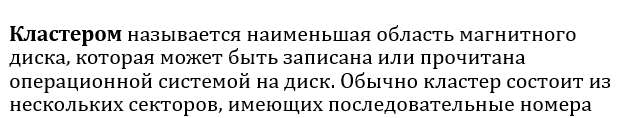 Кластером называется наименьшая область магнитного
диска, которая может быть записана или прочитана
операционной системой на диск. Обычно кластер состоит из
нескольких секторов, имеющих последовательные номера